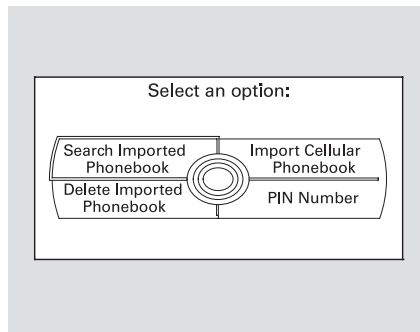 Select an option:
Search Imported
Phonebook
Import Cellular
Phonebook
Delete Imported
Phonebook
PIN Number